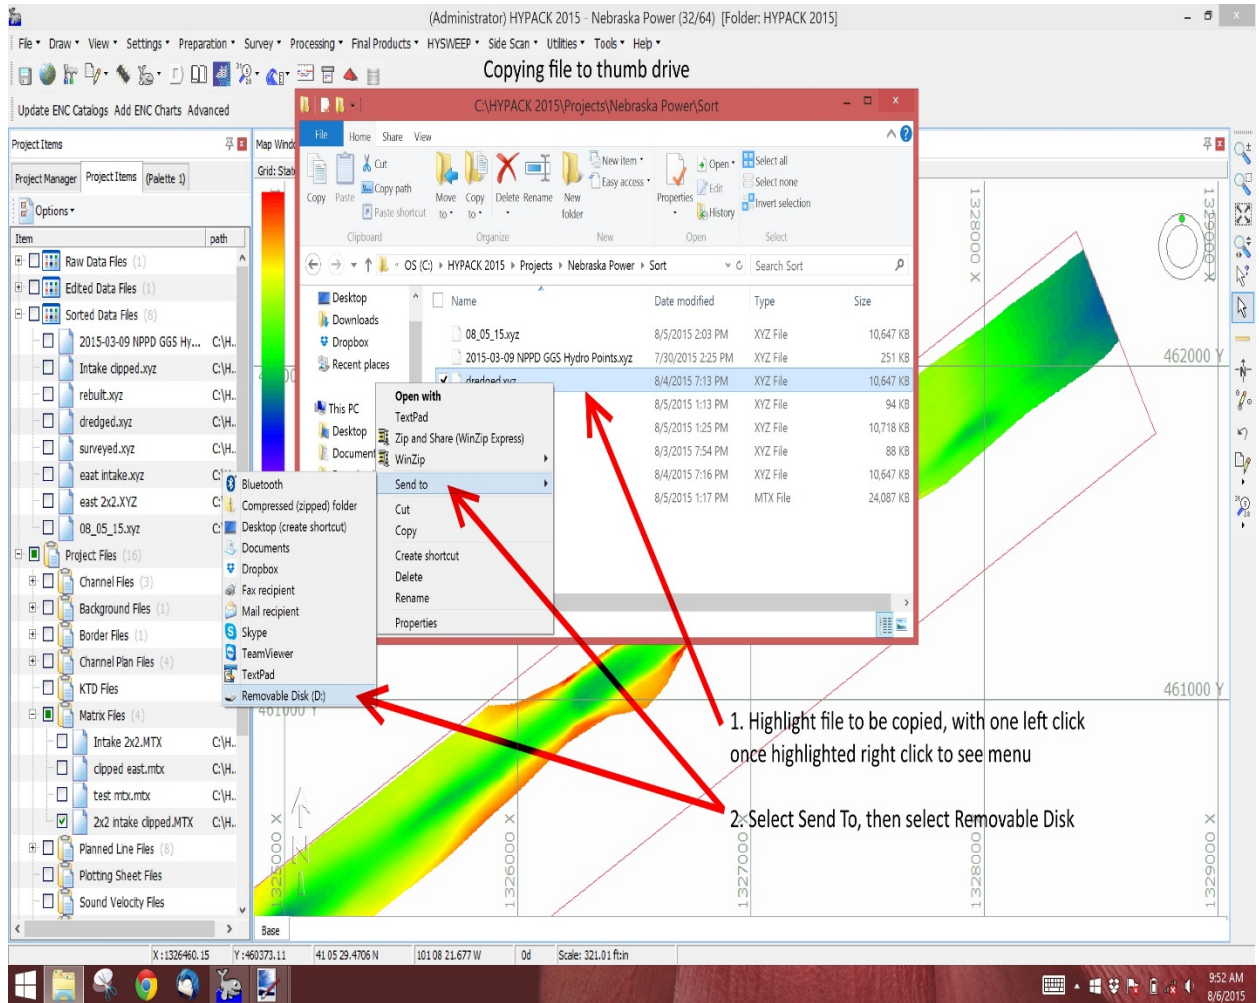 (Administrator) HYPACK 2015 - Nebraska Power (32/64) [Folder: HYPACK 2015]
File Draw View Settings Preparation Survey Processing Final Products HYSWEEP Side Scan Utilities Tools Help
Copying file to thumb drive
Update ENC Catalogs Add ENC Charts Advanced
Project Items
Project Manager Project Items (Palette 1)
Options
Item path
Raw Data Files (1)
Edited Data Files (1)
Sorted Data Files (8)
2015-03-09 NPPD GGS Hy... C:\H..
Intake clipped.xyz C:\H..
rebuilt.xyz C:\H..
dredged.xyz C:\H..
surveyed.xyz C:\H..
eaat intake.xyz
east 2x2.XYZ
08_05_15.xyz
Project Files (16)
Channel Files (3)
Background Files (1)
Border Files (1)
Channel Plan Files (4)
KTD Files
Matrix Files (4)
Intake 2x2.MTX C:\H..
clipped east.mtx C:\H..
test mtx.mtx C:\H..
2x2 intake clipped.MTX C:\H..
Planned Line Files (8)
Plotting Sheet Files
Sound Velocity Files
Map Windo
Grid: Stat
C:\HYPACK 2015\Projects\Nebraska Power\Sort
File Home Share View
Copy Paste Cut Copy path Paste shortcut
Move to Copy to Delete Rename New folder
New item Easy access
Properties Open Edit History
Select all Select none Invert selection
Clipboard Organize New Open Select
OS (C:) HYPACK 2015 Projects Nebraska Power Sort Search Sort
Desktop
Downloads
Dropbox
Recent places
This PC
Desktop
Document
Name Date modified Type Size
08_05_15.xyz 8/5/2015 2:03 PM XYZ File 10,647 KB
2015-03-09 NPPD GGS Hydro Points.xyz 7/30/2015 2:25 PM XYZ File 251 KB
dredged.xyz 8/4/2015 7:13 PM XYZ File 10,647 KB
8/5/2015 1:13 PM XYZ File 94 KB
8/5/2015 1:25 PM XYZ File 10,718 KB
8/3/2015 7:54 PM XYZ File 88 KB
8/4/2015 7:16 PM XYZ File 10,647 KB
8/5/2015 1:17 PM MTX File 24,087 KB
Open with
TextPad
Zip and Share (WinZip Express)
WinZip
Send to
Cut
Copy
Create shortcut
Delete
Rename
Properties
Bluetooth
Compressed (zipped) folder
Desktop (create shortcut)
Documents
Dropbox
Fax recipient
Mail recipient
Skype
TeamViewer
TextPad
Removable Disk (D:)
1328000 X
1329000 X
462000 Y
461000 Y
461000 Y
1. Highlight file to be copied, with one left click
once highlighted right click to see menu
2. Select Send To, then select Removable Disk
1325000 X
1326000 X
1327000 X
1328000 X
1329000 X
Base
X :1326460.15 Y :460373.11 41 05 29.4706 N 101 08 21.677 W 0d Scale: 321.01 ft:in
9:52 AM
8/6/2015